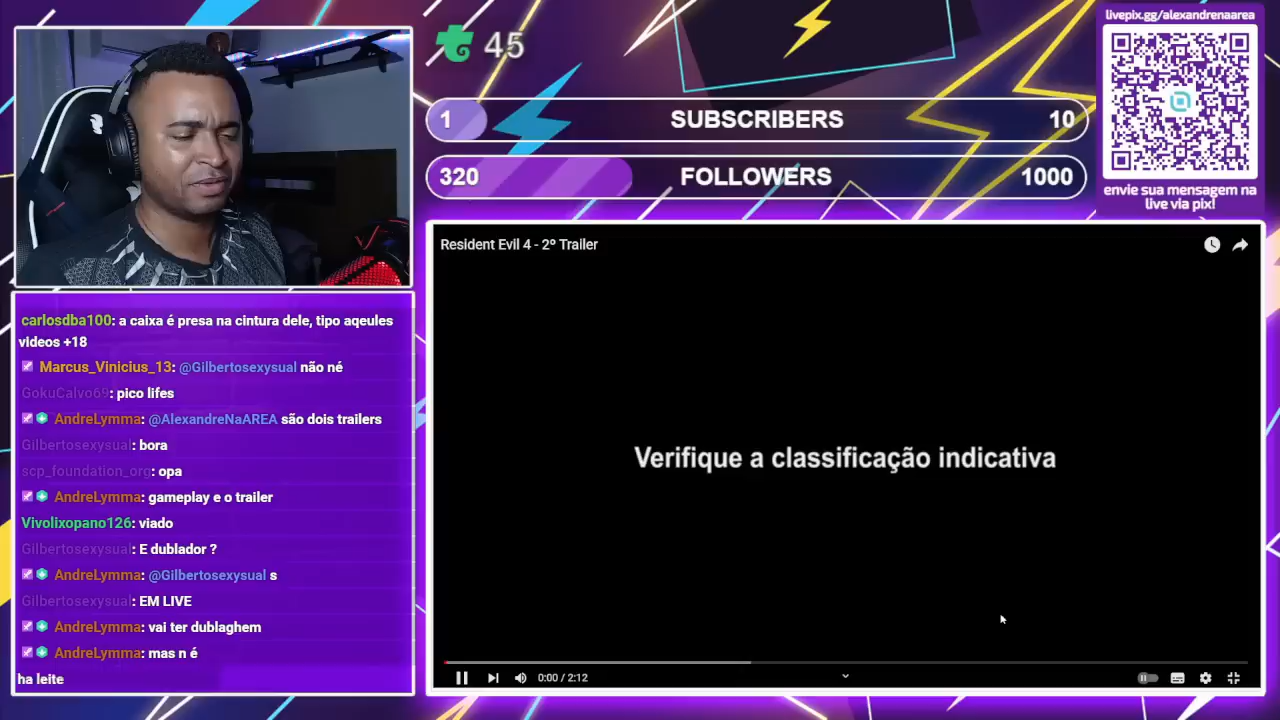 livepix.gg/alexandrenaarea
45
1 SUBSCRIBERS 10
320 FOLLOWERS 1000
envie sua mensagem na
live via pix!
Resident Evil 4 - 2º Trailer
Verifique a classificação indicativa
0:00 / 2:12
carlosdba100: a caixa é presa na cintura dele, tipo aqeules
videos +18
Marcus_Vinicius_13: @Gilbertosexysual não né
GokuCalvo69: pico lifes
AndreLymma: @AlexandreNaAREA são dois trailers
Gilbertosexysual: bora
scp_foundation_org: opa
AndreLymma: gameplay e o trailer
Vivolixopano126: viado
Gilbertosexysual: E dublador ?
AndreLymma: @Gilbertosexysual s
Gilbertosexysual: EM LIVE
AndreLymma: vai ter dublaghem
AndreLymma: mas n é
ha leite